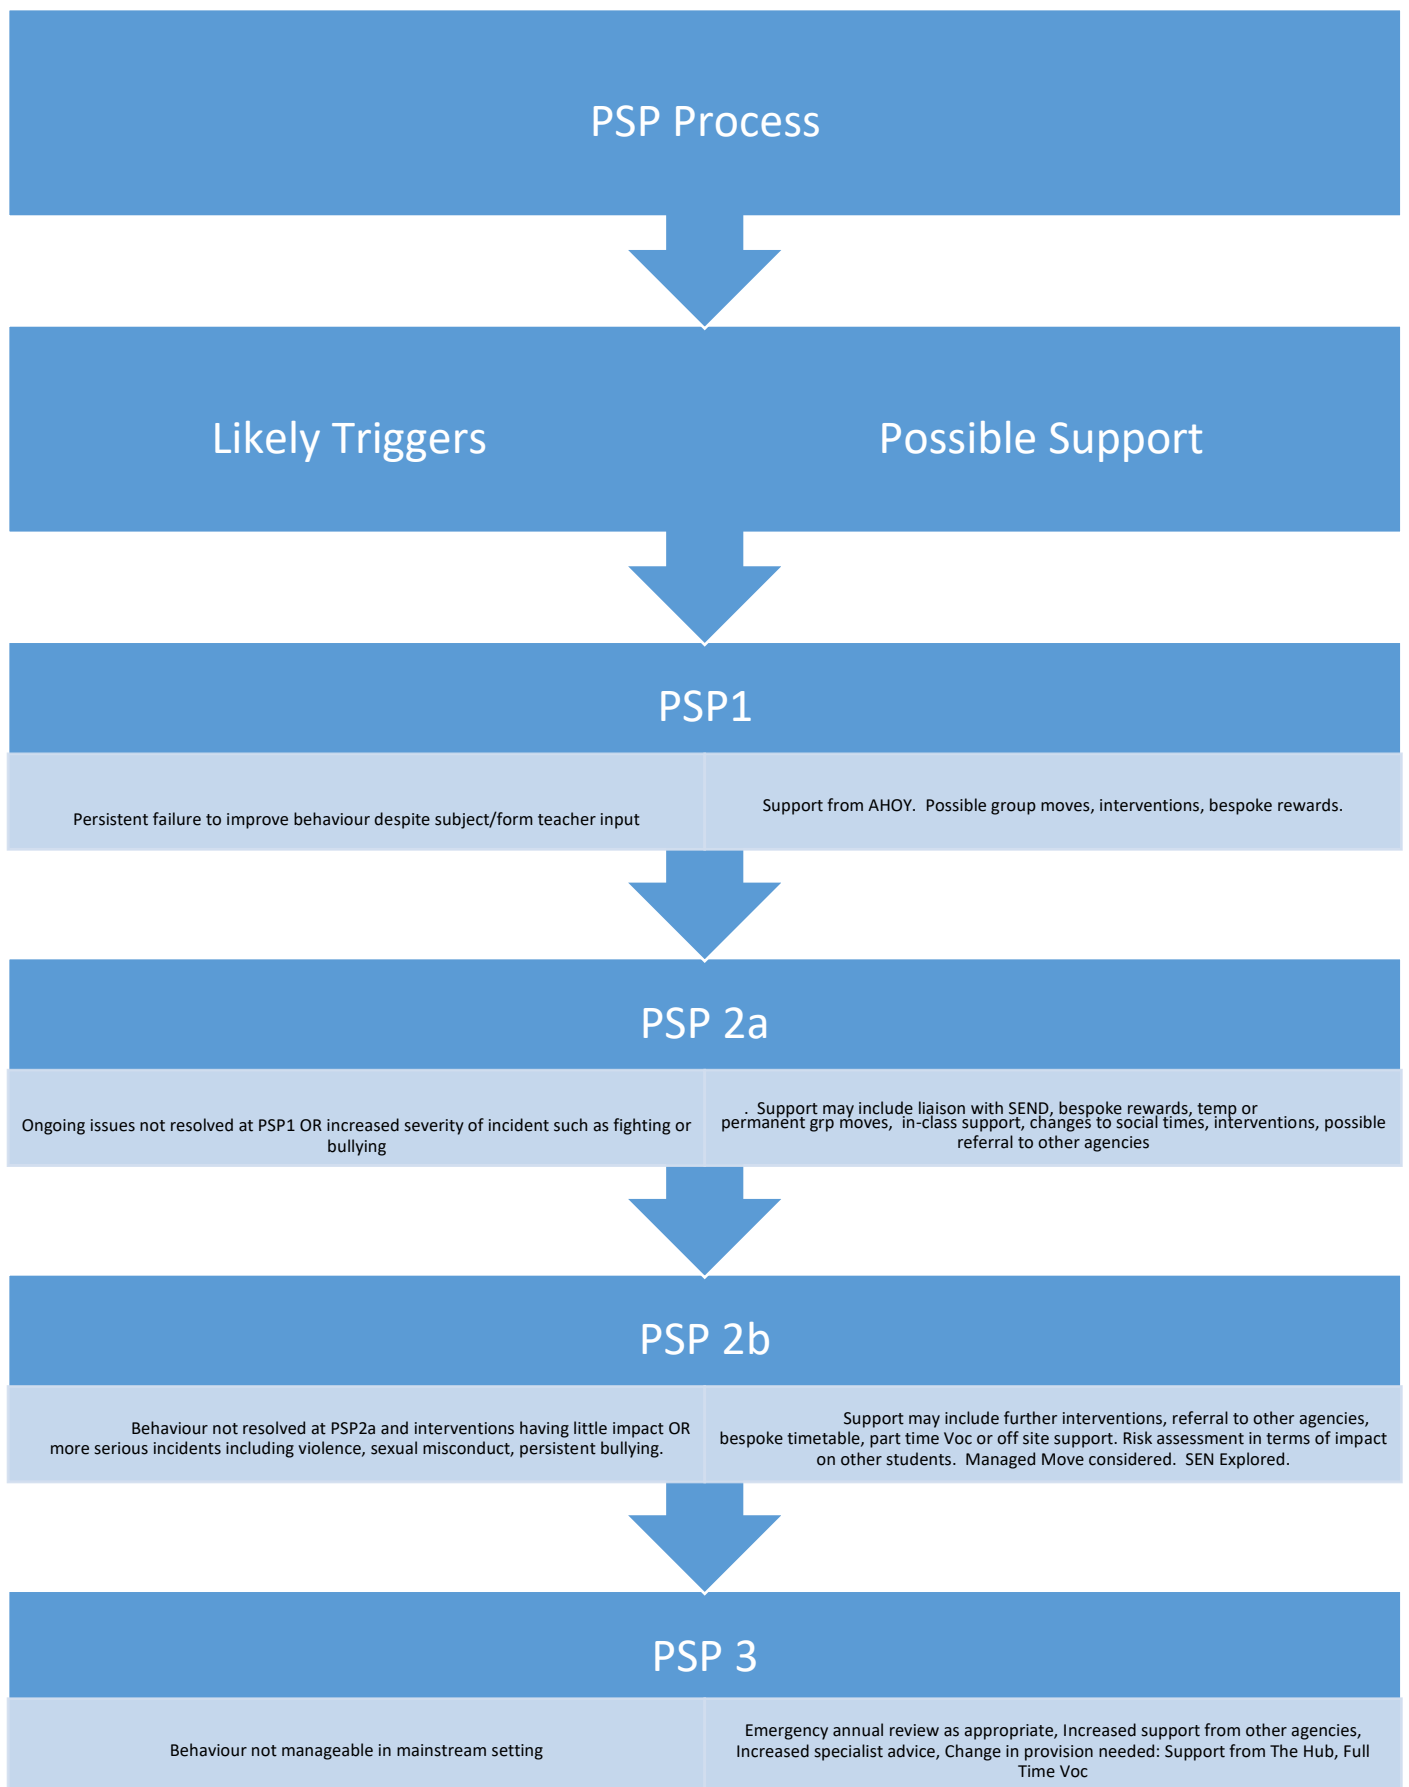 PSP Process
Likely Triggers
Possible Support
PSP1
Persistent failure to improve behaviour despite subject/form teacher input
Support from AHOY.  Possible group moves, interventions, bespoke rewards.
PSP 2a
Ongoing issues not resolved at PSP1 OR increased severity of incident such as fighting or
bullying
.  Support may include liaison with SEND, bespoke rewards, temp or
permanent grp moves,  in-class support, changes to social times, interventions, possible
referral to other agencies
PSP 2b
Behaviour not resolved at PSP2a and interventions having little impact OR
more serious incidents including violence, sexual misconduct, persistent bullying.
Support may include further interventions, referral to other agencies,
bespoke timetable, part time Voc or off site support. Risk assessment in terms of impact
on other students.  Managed Move considered.  SEN Explored.
PSP 3
Behaviour not manageable in mainstream setting
Emergency annual review as appropriate, Increased support from other agencies,
Increased specialist advice, Change in provision needed: Support from The Hub, Full
Time Voc